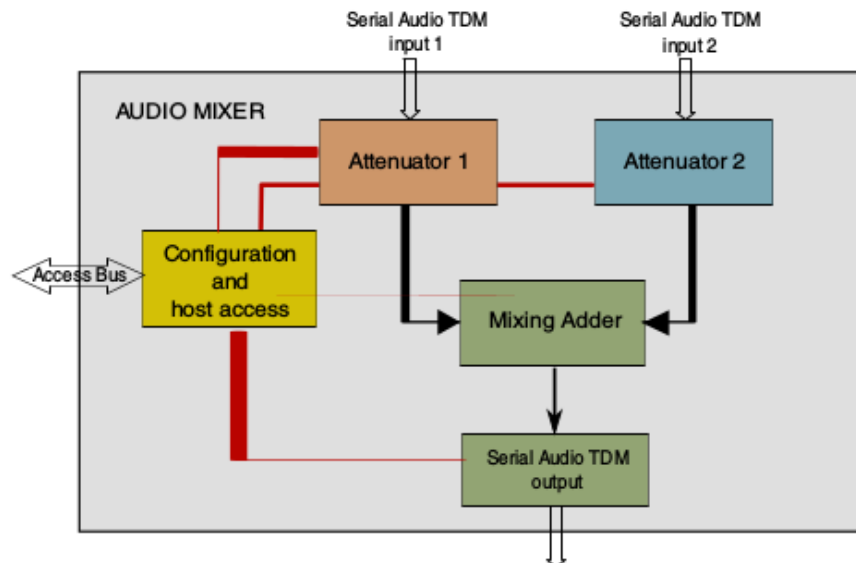 Serial Audio TDM
input 1
Serial Audio TDM
input 2
AUDIO MIXER
Attenuator 1
Attenuator 2
Configuration
and
host access
Access Bus
Mixing Adder
Serial Audio TDM
output